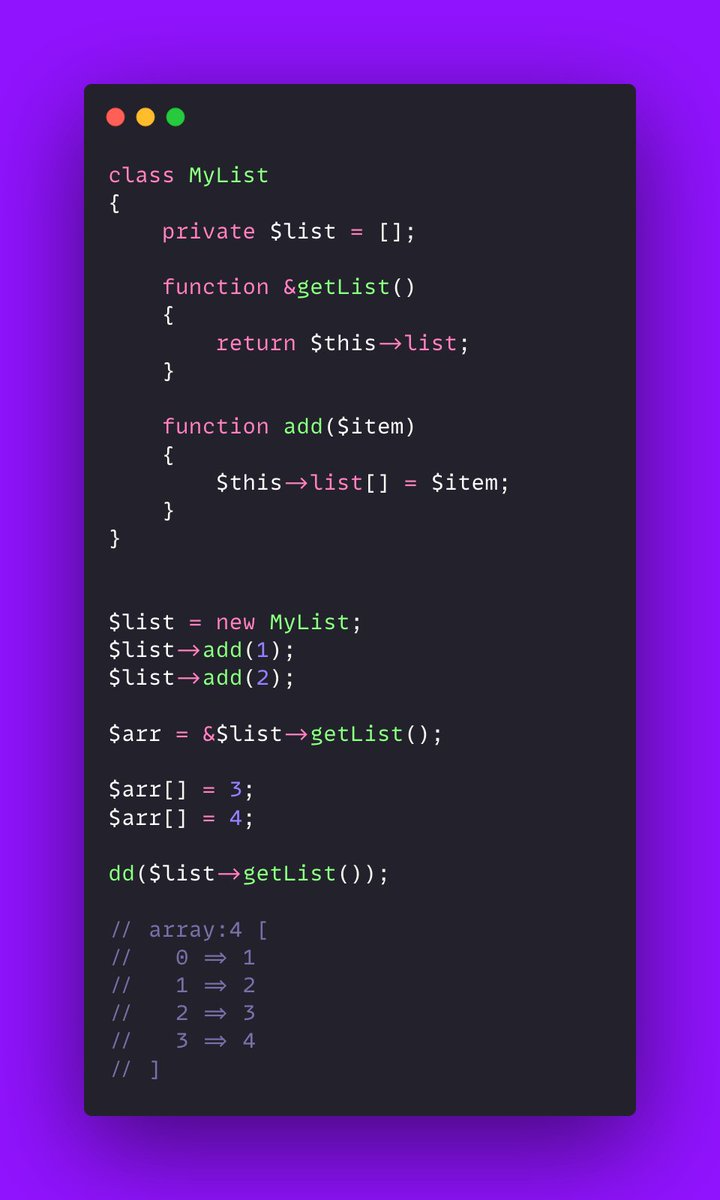 class MyList
{
    private $list = [];

    function &getList()
    {
        return $this->list;
    }

    function add($item)
    {
        $this->list[] = $item;
    }
}


$list = new MyList;
$list->add(1);
$list->add(2);

$arr = &$list->getList();

$arr[] = 3;
$arr[] = 4;

dd($list->getList());

// array:4 [
//   0 => 1
//   1 => 2
//   2 => 3
//   3 => 4
// ]